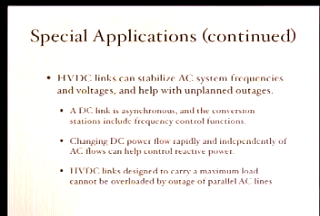 Special Applications (continued)
• HVDC links can stabilize AC system frequencies
and voltages, and help with unplanned outages.
• A DC link is asynchronous, and the conversion
stations include frequency control functions.
• Changing DC power flow rapidly and independently of
AC flows can help control reactive power.
• HVDC links designed to carry a maximum load
cannot be overloaded by outage of parallel AC lines